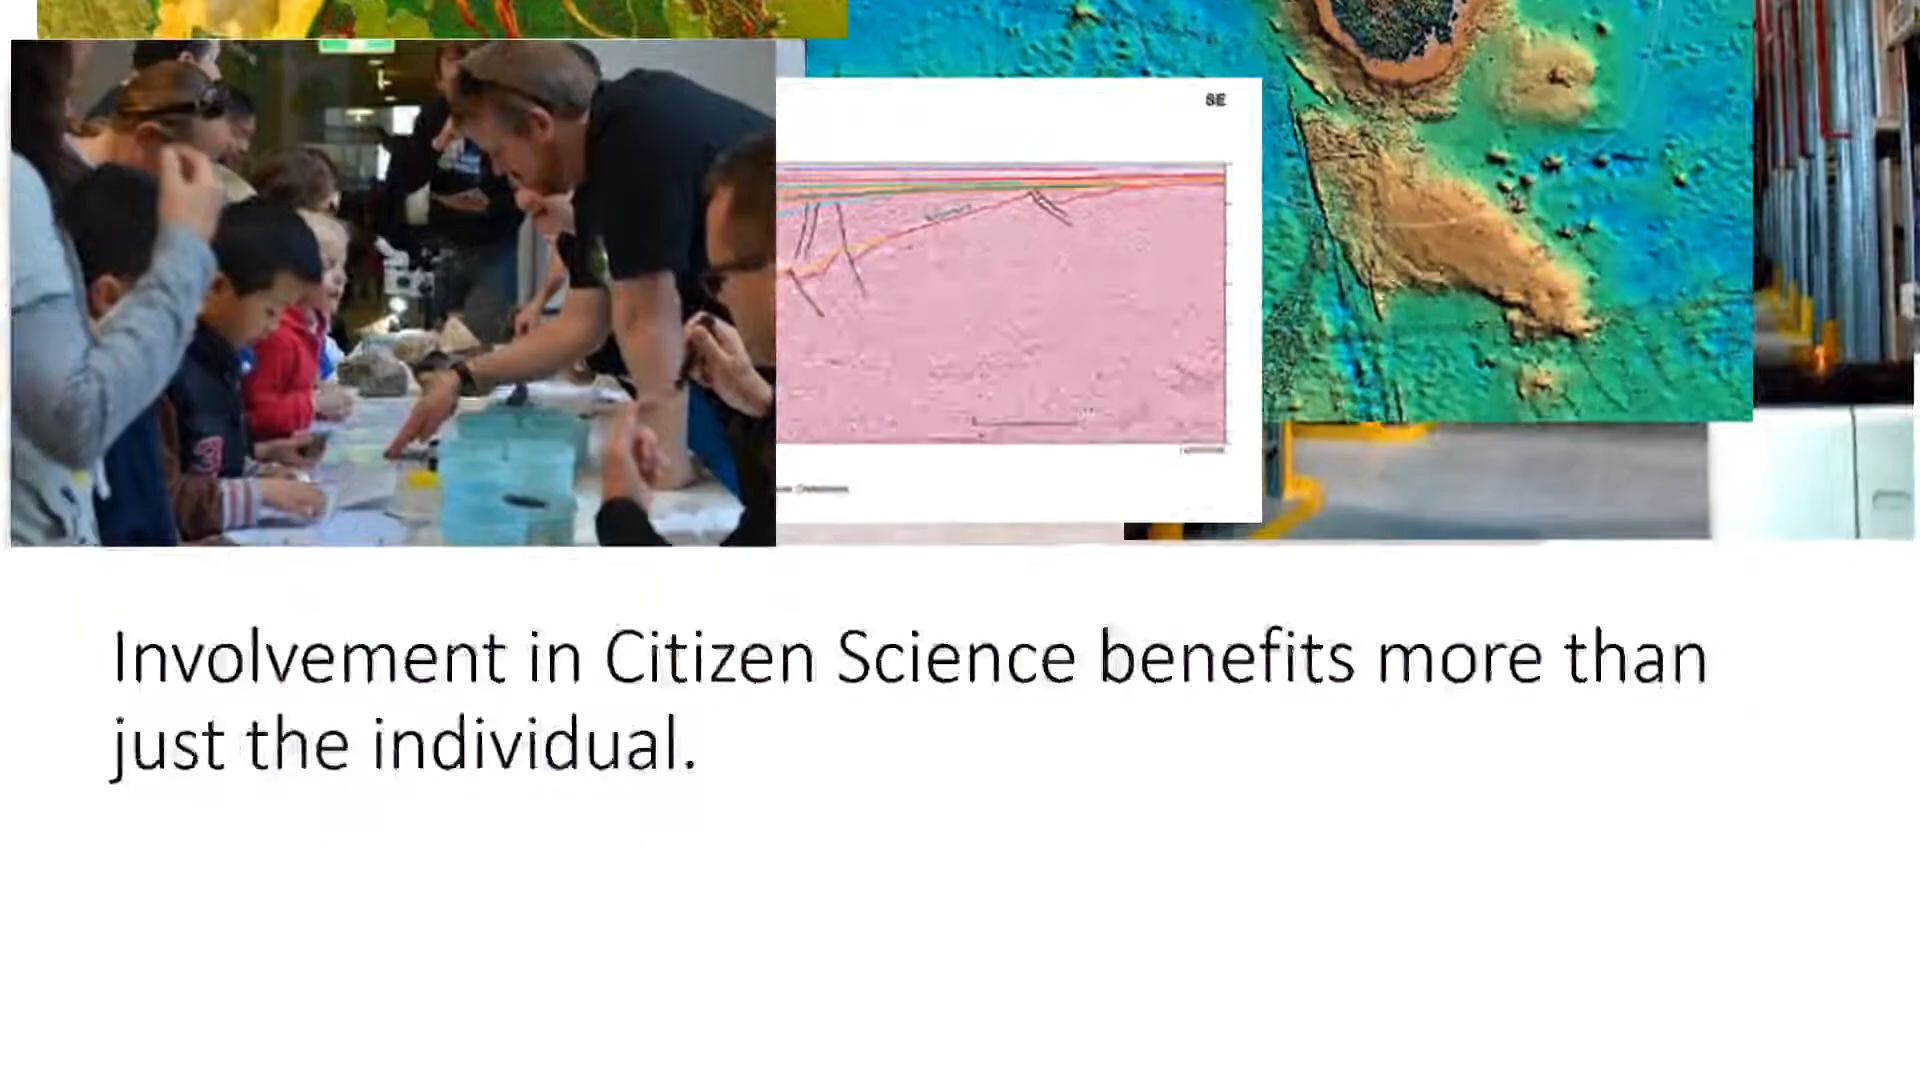 SE
Involvement in Citizen Science benefits more than
just the individual.